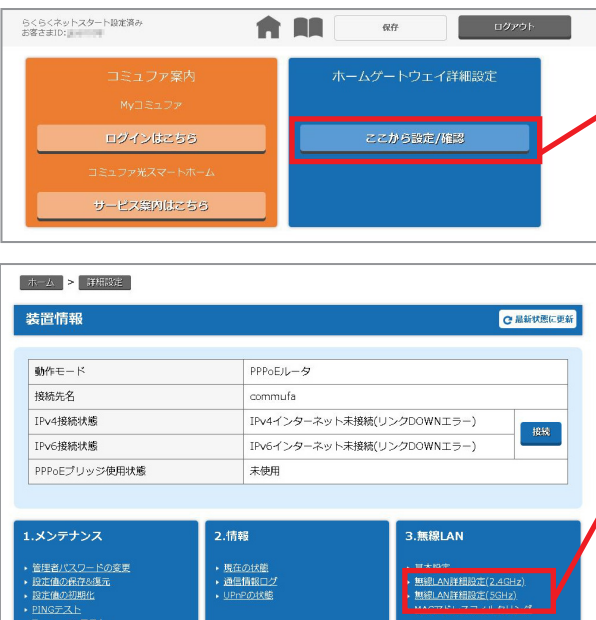 らくらくネットスタート設定済み
お客さまID:
保存
ログアウト
コミュファ案内
Myコミュファ
ログインはこちら
コミュファ光スマートホーム
サービス案内はこちら
ホームゲートウェイ詳細設定
ここから設定/確認
ホーム > 詳細設定
装置情報
最新状態に更新
動作モード PPPoEルータ
接続先名 commufa
IPv4接続状態 IPv4インターネット未接続(リンクDOWNエラー)
接続
IPv6接続状態 IPv6インターネット未接続(リンクDOWNエラー)
PPPoEブリッジ使用状態 未使用
1.メンテナンス
管理者パスワードの変更
設定値の保存&復元
設定値の初期化
PINGテスト
2.情報
現在の状態
通信情報ログ
UPnPの状態
3.無線LAN
基本設定
無線LAN詳細設定(2.4GHz)
無線LAN詳細設定(5GHz)
MACアドレスフィルタリング